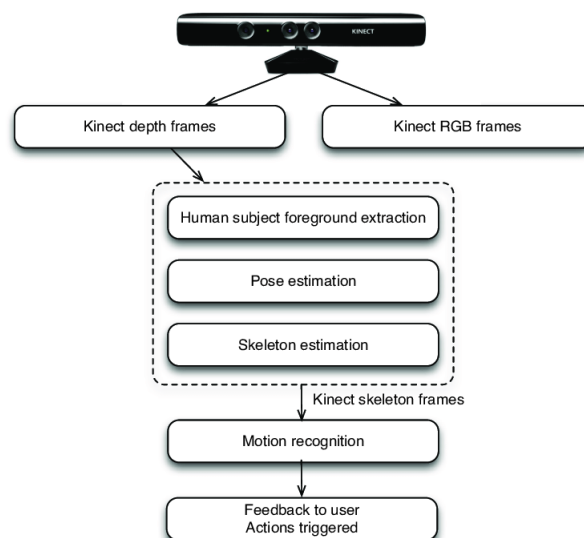 KINECT
Kinect depth frames
Kinect RGB frames
Human subject foreground extraction
Pose estimation
Skeleton estimation
Kinect skeleton frames
Motion recognition
Feedback to user
Actions triggered